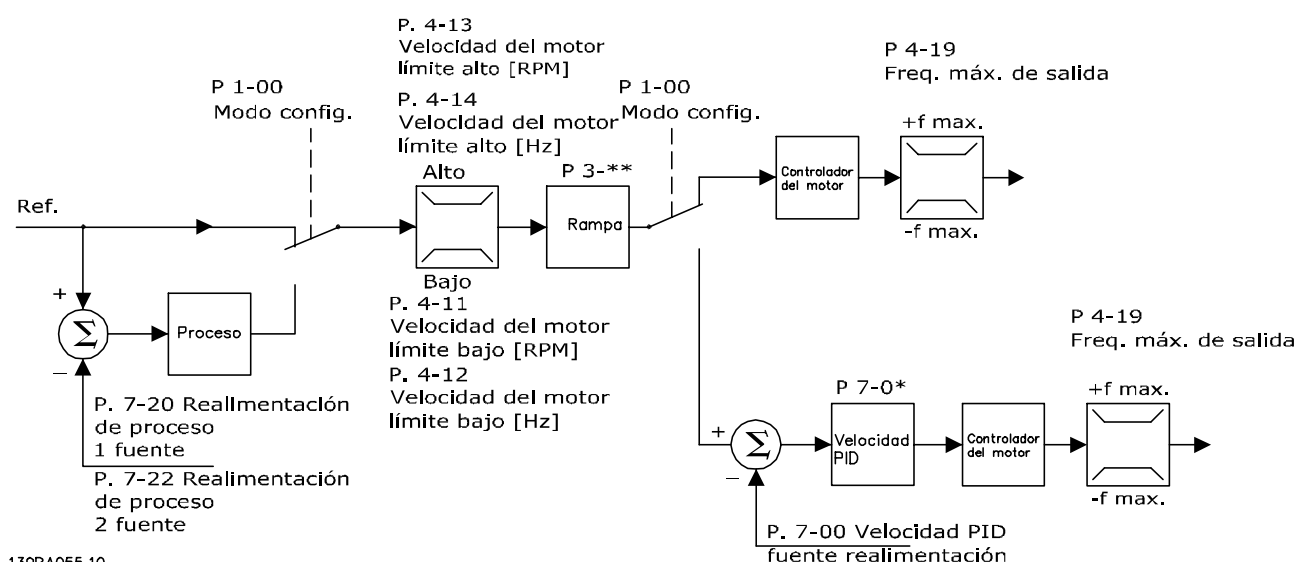 P. 4-13
Velocidad del motor
límite alto [RPM]
P 4-19
Freq. máx. de salida
P 1-00
Modo config.
P. 4-14
Velocidad del motor
límite alto [Hz]
P 1-00
Modo config.
+f max.
Alto
P 3-**
Controlador
del motor
Ref.
Rampa
-f max.
Bajo
+
Σ
Proceso
−
P. 4-11
Velocidad del motor
límite bajo [RPM]
P. 4-12
Velocidad del motor
límite bajo [Hz]
P 4-19
Freq. máx. de salida
P. 7-20 Realimentación
de proceso
1 fuente
P. 7-22 Realimentación
de proceso
2 fuente
P 7-0*
+f max.
+
Σ
−
Velocidad
PID
Controlador
del motor
-f max.
P. 7-00 Velocidad PID
fuente realimentación
130BA055.10